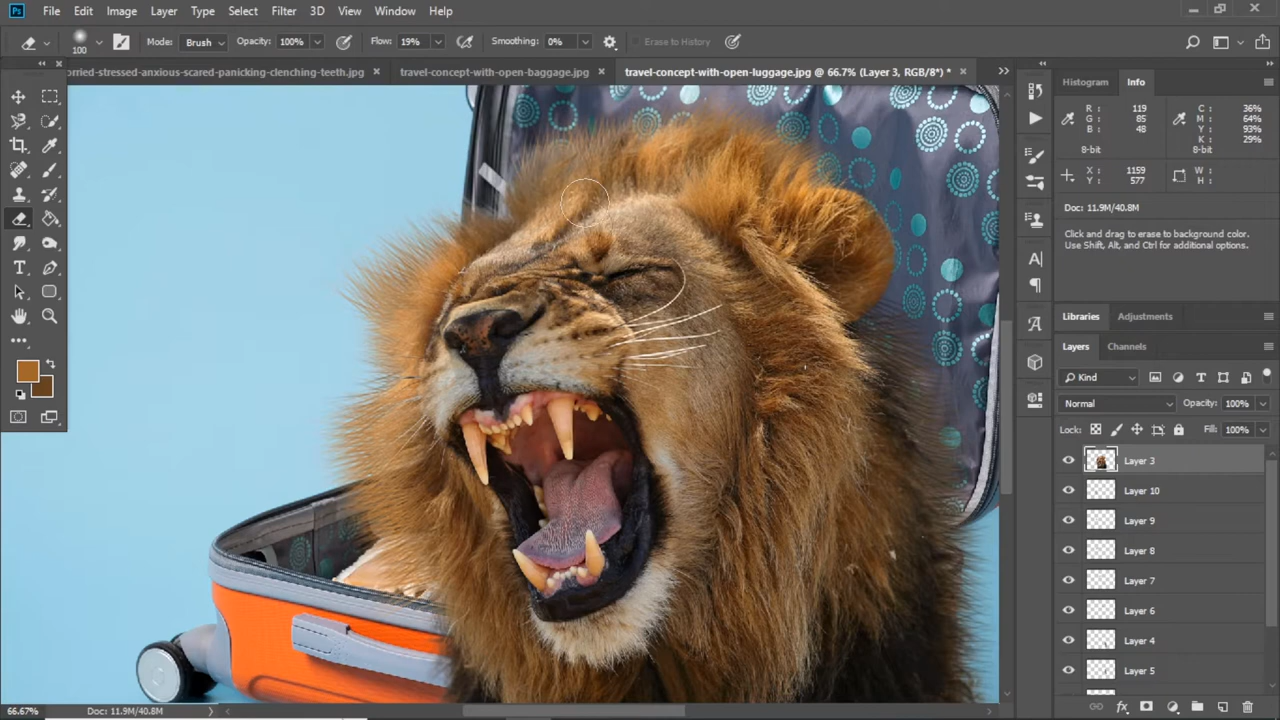 Ps File Edit Image Layer Type Select Filter 3D View Window Help
100 Mode: Brush Opacity: 100% Flow: 19% Smoothing: 0% Erase to History
orried-stressed-anxious-scared-panicking-clenching-teeth.jpg × travel-concept-with-open-baggage.jpg × travel-concept-with-open-luggage.jpg @ 66.7% (Layer 3, RGB/8*) * ×
Histogram Info
R : 119 C : 36%
G : 85 M : 64%
B : 48 Y : 93%
K : 29%
8-bit 8-bit
X : 1159 W :
Y : 577 H :
Doc: 11.9M/40.8M
Click and drag to erase to background color.
Use Shift, Alt, and Ctrl for additional options.
Libraries Adjustments
Layers Channels
Kind
Normal Opacity: 100%
Lock: Fill: 100%
Layer 3
Layer 10
Layer 9
Layer 8
Layer 7
Layer 6
Layer 4
Layer 5
66.67% Doc: 11.9M/40.8M